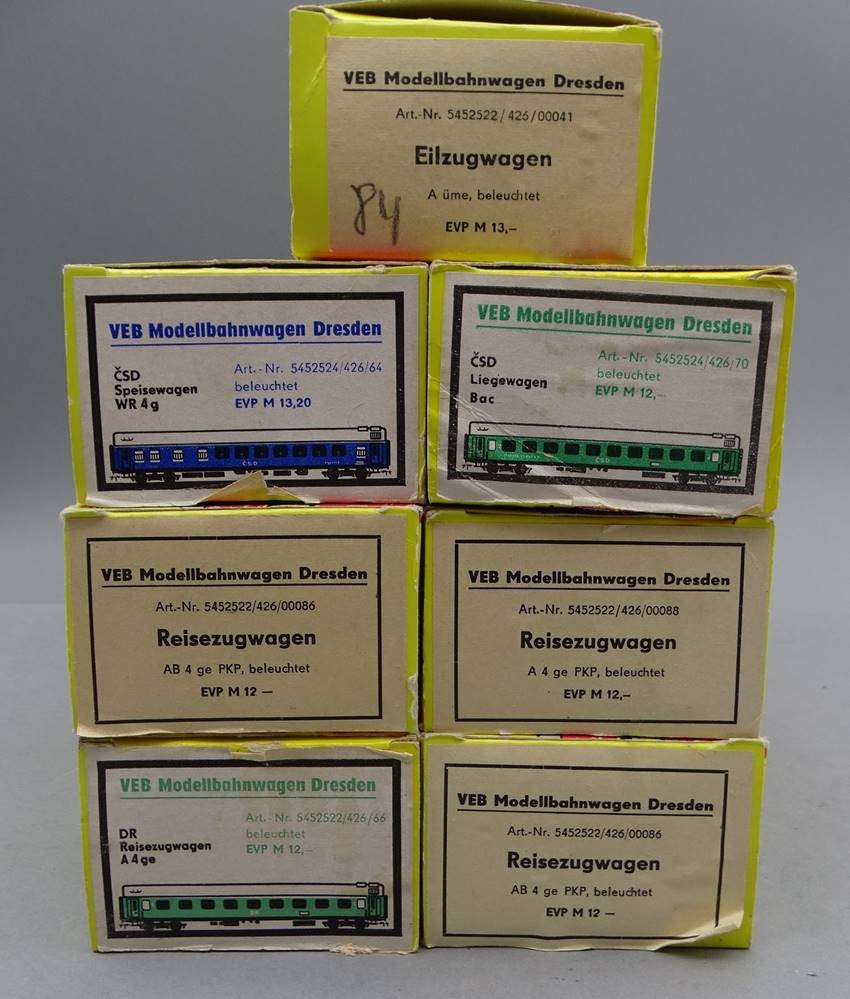 VEB Modellbahnwagen Dresden
Art.-Nr. 5452522/426/00041
Eilzugwagen
A üme, beleuchtet
EVP M 13,–
84
VEB Modellbahnwagen Dresden
ČSD
Speisewagen
WR 4g
Art.-Nr. 5452524/426/64
beleuchtet
EVP M 13,20
ČSD
VEB Modellbahnwagen Dresden
ČSD
Liegewagen
Bac
Art.-Nr. 5452524/426/70
beleuchtet
EVP M 12,–
ČSD
VEB Modellbahnwagen Dresden
Art.-Nr. 5452522/426/00086
Reisezugwagen
AB 4 ge PKP, beleuchtet
EVP M 12 —
VEB Modellbahnwagen Dresden
Art.-Nr. 5452522/426/00088
Reisezugwagen
A 4 ge PKP, beleuchtet
EVP M 12,–
VEB Modellbahnwagen Dresden
DR
Reisezugwagen
A 4 ge
Art.-Nr. 5452522/426/66
beleuchtet
EVP M 12,–
DR
VEB Modellbahnwagen Dresden
Art.-Nr. 5452522/426/00086
Reisezugwagen
AB 4 ge PKP, beleuchtet
EVP M 12 —